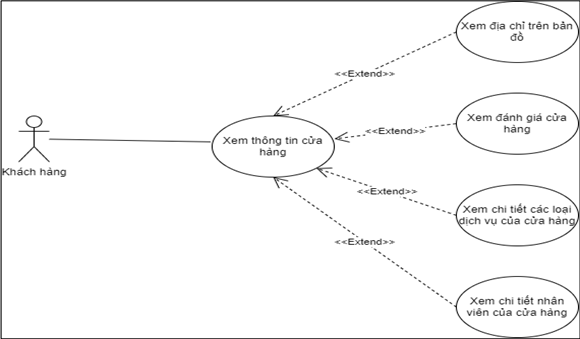 Xem địa chỉ trên bản
đồ
<<Extend>>
Xem đánh giá cửa
hàng
<<Extend>>
Xem thông tin cửa
hàng
Khách hàng
<<Extend>>
Xem chi tiết các loại
dịch vụ của cửa hàng
<<Extend>>
Xem chi tiết nhân
viên của cửa hàng